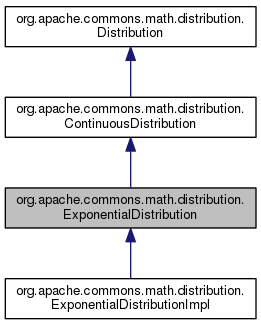 org.apache.commons.math.distribution.
Distribution
org.apache.commons.math.distribution.
ContinuousDistribution
org.apache.commons.math.distribution.
ExponentialDistribution
org.apache.commons.math.distribution.
ExponentialDistributionImpl